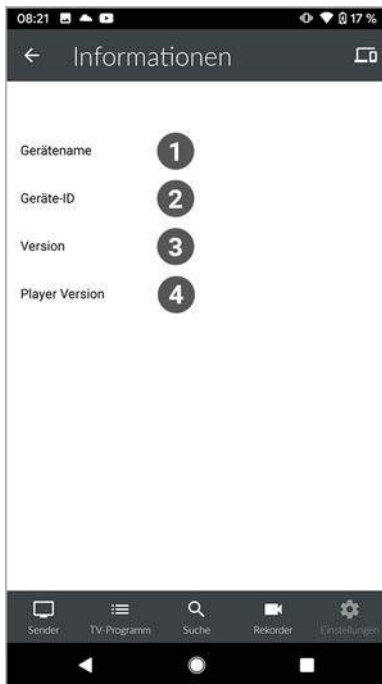 08:21 17 %
Informationen
Gerätename 1
Geräte-ID 2
Version 3
Player Version 4
Sender TV-Programm Suche Rekorder Einstellungen